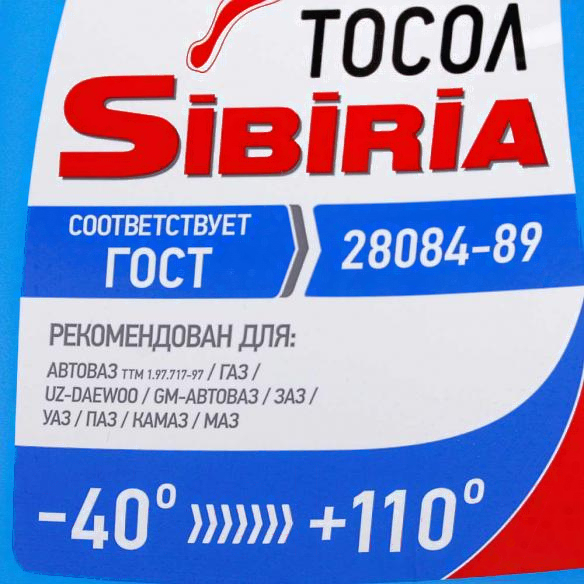 ТОСОЛ
SiBiRiA
СООТВЕТСТВУЕТ
ГОСТ
28084-89
РЕКОМЕНДОВАН ДЛЯ:
АВТОВАЗ ТТМ 1.97.717-97 / ГАЗ /
UZ-DAEWOO / GM-АВТОВАЗ / ЗАЗ /
УАЗ / ПАЗ / КАМАЗ / МАЗ
-40° »»»» +110°